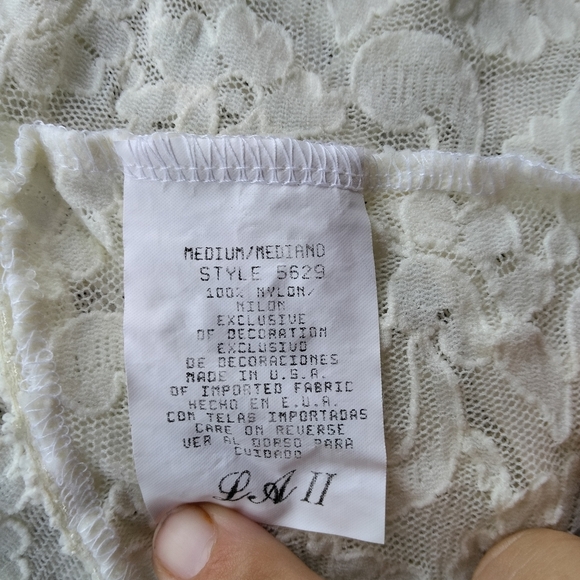 MEDIUM/MEDIANO
STYLE 5629
100% NYLON/
NILON
EXCLUSIVE
OF DECORATION
EXCLUSIVO
DE DECORACIONES
MADE IN U.S.A.
OF IMPORTED FABRIC
HECHO EN E.U.A.
CON TELAS IMPORTADAS
CARE ON REVERSE
VER AL DORSO PARA
CUIDADO
LA II